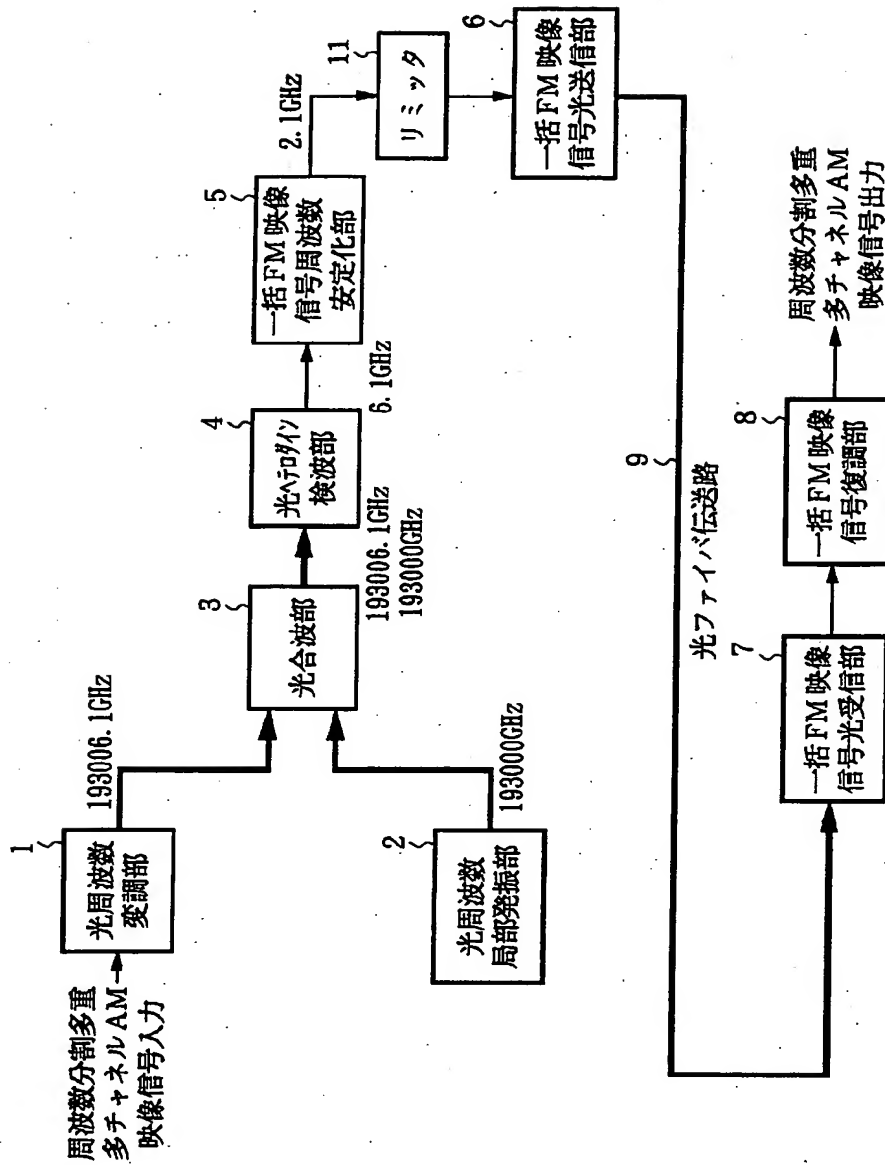 周波数分割多重
多チャネルAM
映像信号入力
1
光周波数
変調部
193006.1GHz
2
光周波数
局部発振部
193000GHz
3
光合波部
193006.1GHz
193000GHz
4
光ヘテロダイン
検波部
6.1GHz
5
一括FM映像
信号周波数
安定化部
2.1GHz
11
リミッタ
6
一括FM映像
信号光送信部
9
光ファイバ伝送路
7
一括FM映像
信号光受信部
8
一括FM映像
信号復調部
周波数分割多重
多チャネルAM
映像信号出力